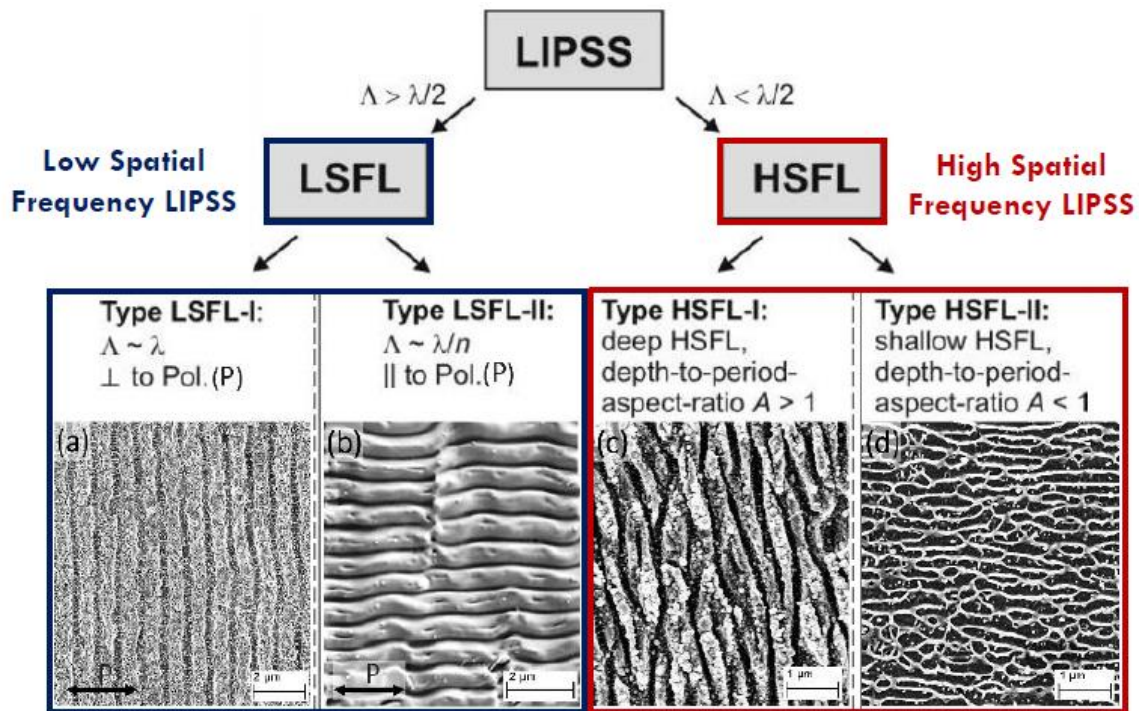 LIPSS
Λ > λ/2
Λ < λ/2
Low Spatial
Frequency LIPSS
LSFL
HSFL
High Spatial
Frequency LIPSS
Type LSFL-I:
Λ ~ λ
⊥ to Pol.(P)
Type LSFL-II:
Λ ~ λ/n
|| to Pol.(P)
Type HSFL-I:
deep HSFL,
depth-to-period-
aspect-ratio A > 1
Type HSFL-II:
shallow HSFL,
depth-to-period-
aspect-ratio A < 1
(a)
(b)
(c)
(d)
P
2 µm
P
2 µm
1 µm
1 µm